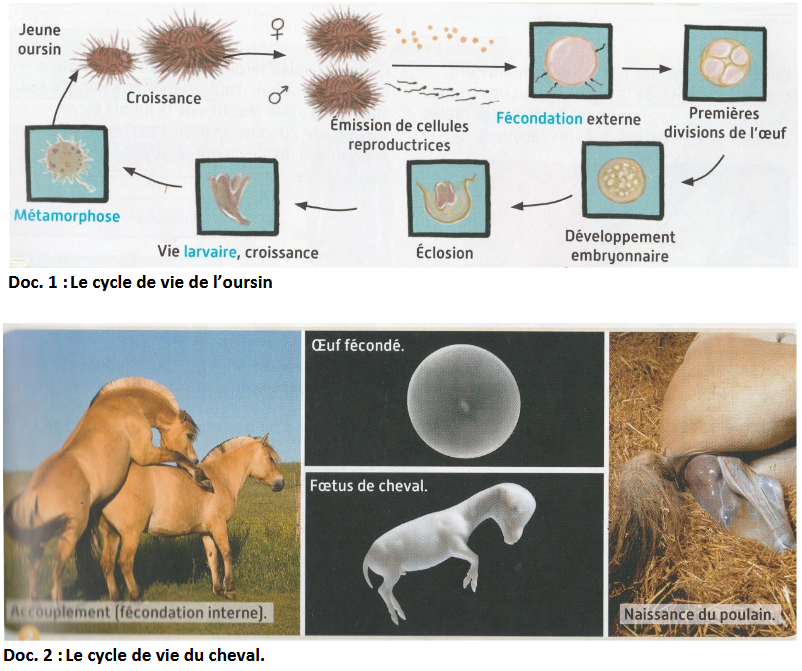 Jeune
oursin
♀
♂
Croissance
Émission de cellules
reproductrices
Fécondation externe
Premières
divisions de l'œuf
Développement
embryonnaire
Éclosion
Vie larvaire, croissance
Métamorphose
Doc. 1 : Le cycle de vie de l'oursin
Œuf fécondé.
Fœtus de cheval.
Accouplement (fécondation interne).
Naissance du poulain.
Doc. 2 : Le cycle de vie du cheval.